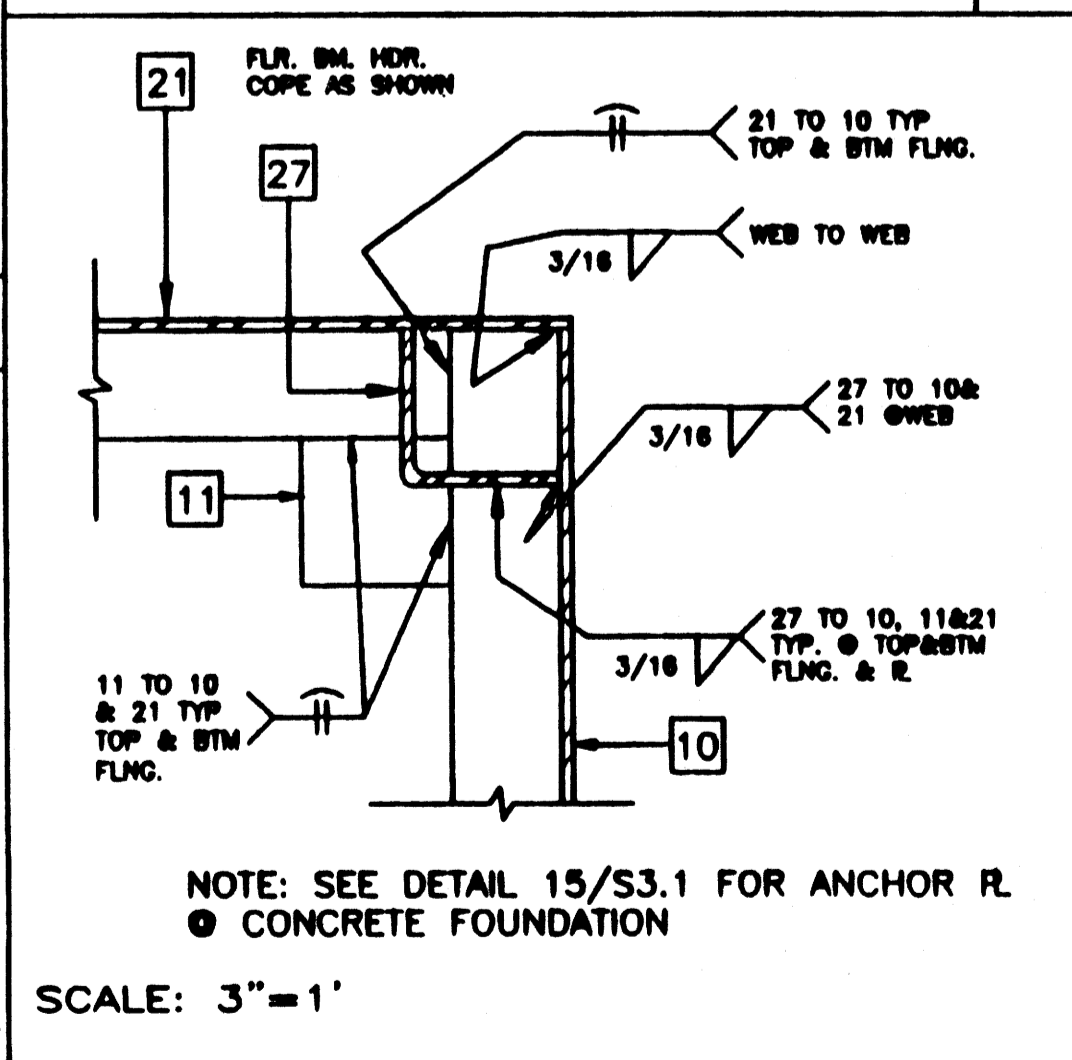 21
FLR. BM. HDR.
COPE AS SHOWN
27
21 TO 10 TYP
TOP & BTM FLNG.
3/16
WEB TO WEB
3/16
27 TO 10&
21 @WEB
11
3/16
27 TO 10, 11&21
TYP. @ TOP&BTM
FLNG. & PL
11 TO 10
& 21 TYP
TOP & BTM
FLNG.
10
NOTE: SEE DETAIL 15/S3.1 FOR ANCHOR PL
@ CONCRETE FOUNDATION
SCALE: 3"=1'